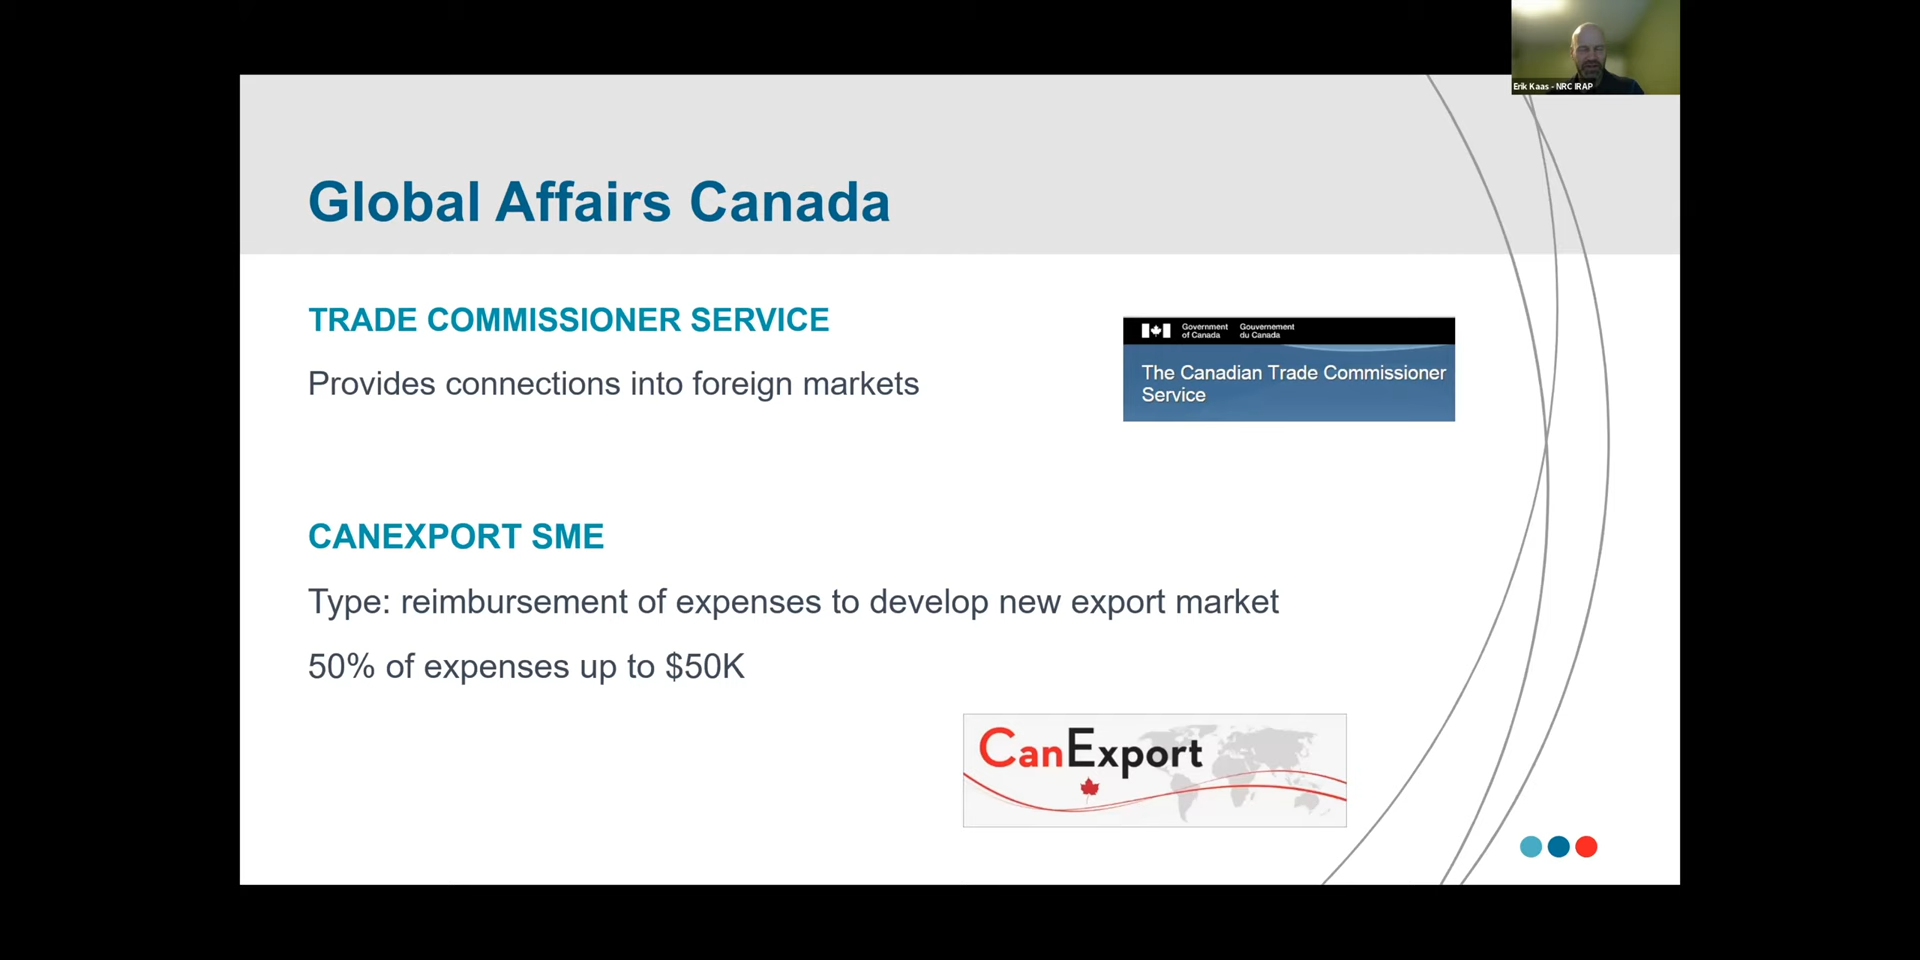 Erik Kaas - NRC IRAP
Global Affairs Canada
TRADE COMMISSIONER SERVICE
Provides connections into foreign markets
Government of Canada
Gouvernement du Canada
The Canadian Trade Commissioner
Service
CANEXPORT SME
Type: reimbursement of expenses to develop new export market
50% of expenses up to $50K
CanExport